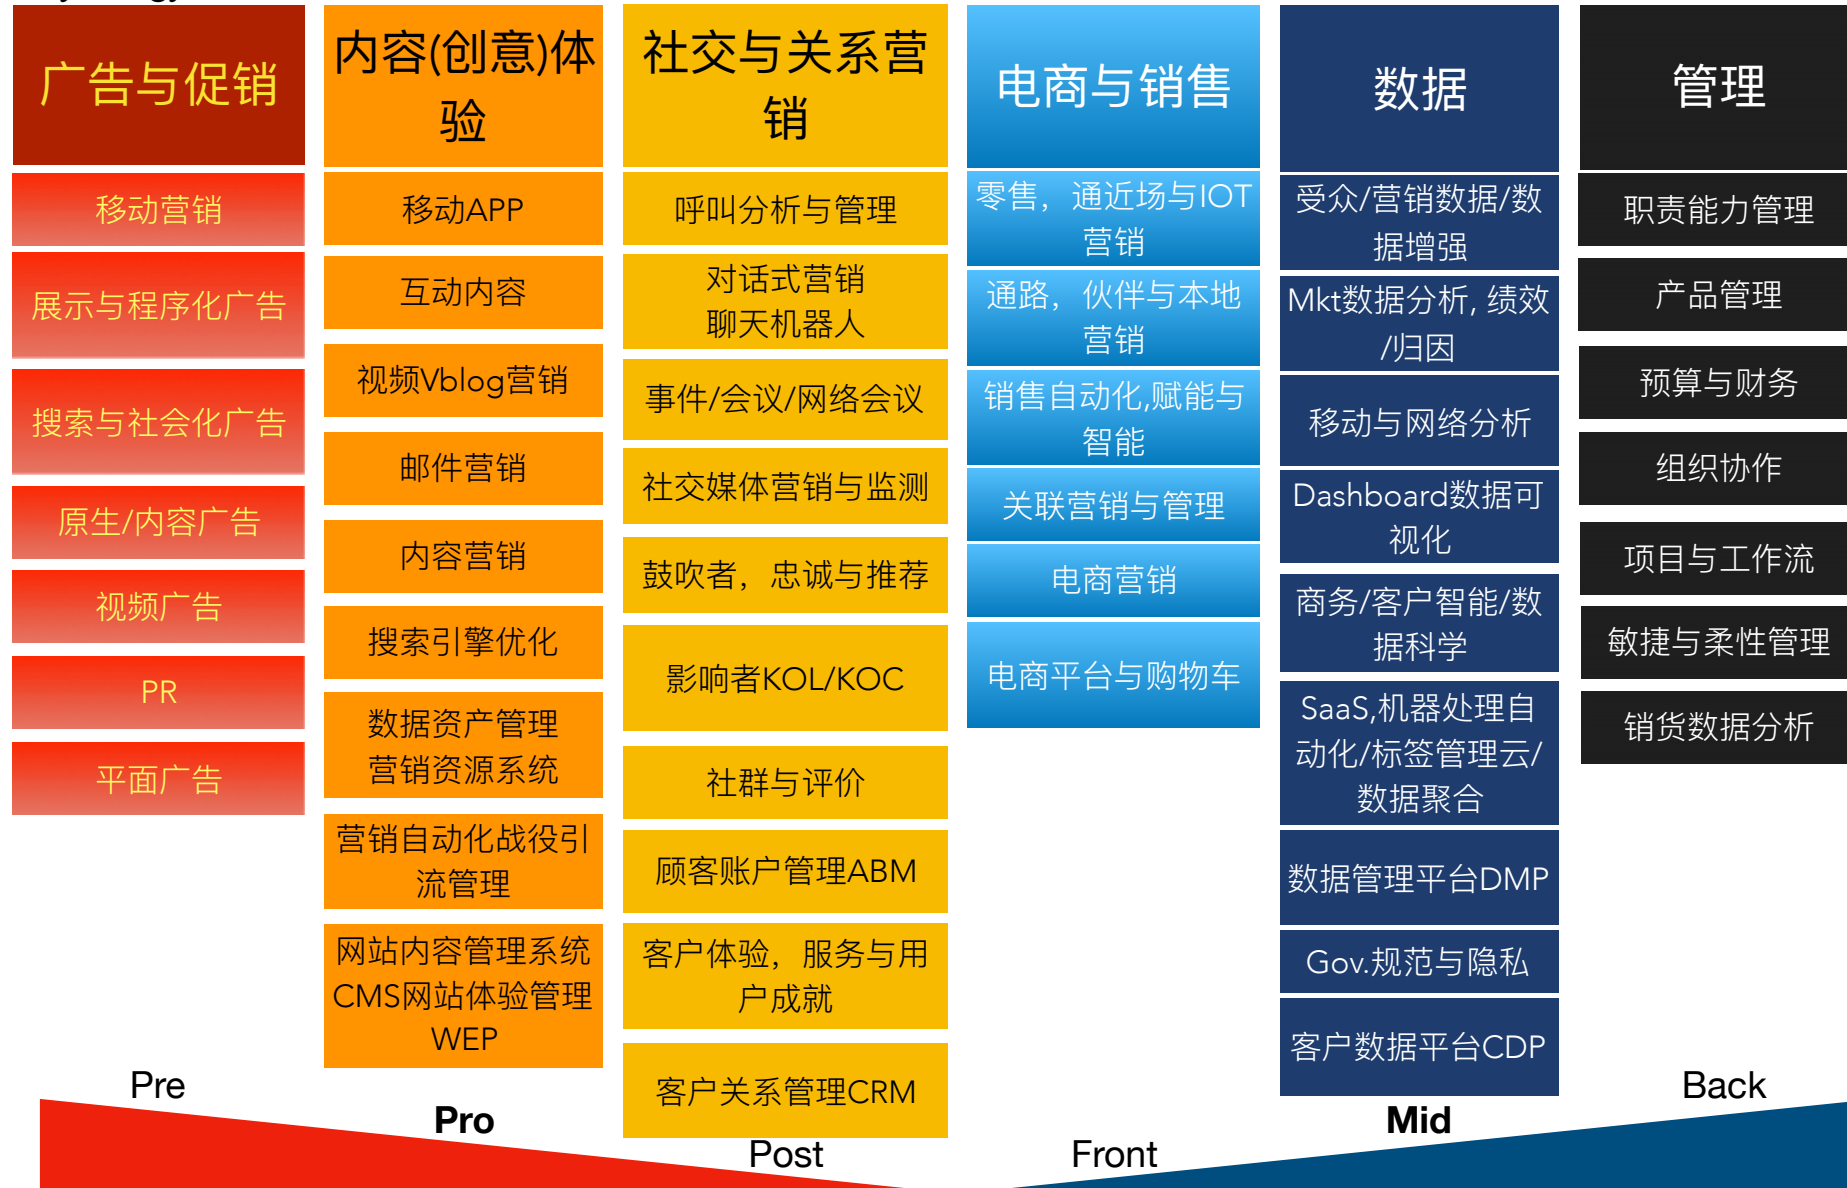 广告与促销
移动营销
展示与程序化广告
搜索与社会化广告
原生/内容广告
视频广告
PR
平面广告
内容(创意)体
验
移动APP
互动内容
视频Vblog营销
邮件营销
内容营销
搜索引擎优化
数据资产管理
营销资源系统
营销自动化战役引
流管理
网站内容管理系统
CMS网站体验管理
WEP
社交与关系营
销
呼叫分析与管理
对话式营销
聊天机器人
事件/会议/网络会议
社交媒体营销与监测
鼓吹者，忠诚与推荐
影响者KOL/KOC
社群与评价
顾客账户管理ABM
客户体验，服务与用
户成就
客户关系管理CRM
电商与销售
零售，通近场与IOT
营销
通路，伙伴与本地
营销
销售自动化,赋能与
智能
关联营销与管理
电商营销
电商平台与购物车
数据
受众/营销数据/数
据增强
Mkt数据分析, 绩效
/归因
移动与网络分析
Dashboard数据可
视化
商务/客户智能/数
据科学
SaaS,机器处理自
动化/标签管理云/
数据聚合
数据管理平台DMP
Gov.规范与隐私
客户数据平台CDP
管理
职责能力管理
产品管理
预算与财务
组织协作
项目与工作流
敏捷与柔性管理
销货数据分析
Pre
Pro
Post
Front
Mid
Back